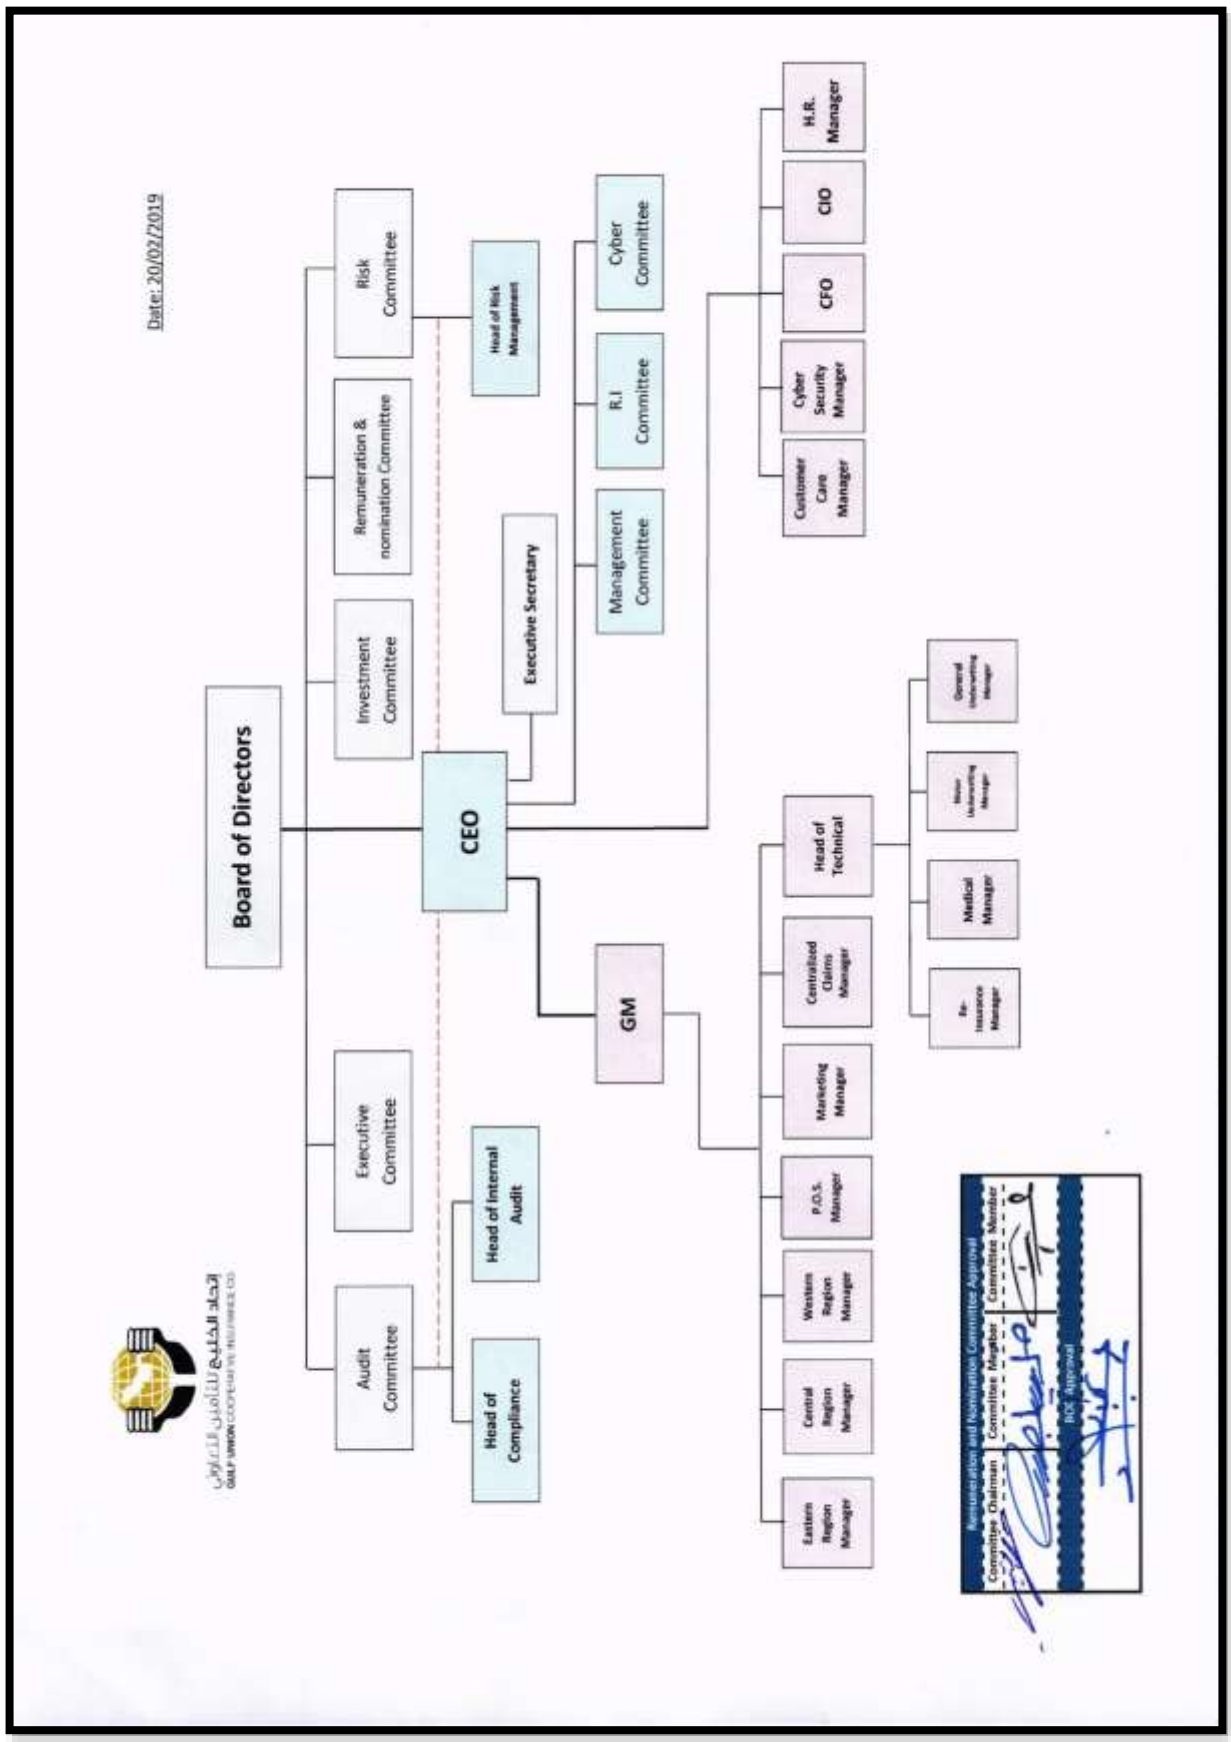 Date: 20/02/2019
إتحاد الخليج للتأمين التعاوني
GULF UNION COOPERATIVE INSURANCE CO.
Board of Directors
Audit
Committee
Executive
Committee
Investment
Committee
Remuneration &
nomination Committee
Risk
Committee
CEO
Head of
Compliance
Head of Internal
Audit
Head of Risk
Management
Executive Secretary
GM
Management
Committee
R.I
Committee
Cyber
Committee
Eastern
Region
Manager
Central
Region
Manager
Western
Region
Manager
P.O.S.
Manager
Marketing
Manager
Centralized
Claims
Manager
Head of
Technical
Customer
Care
Manager
Cyber
Security
Manager
CFO
CIO
H.R.
Manager
Re-
Insurance
Manager
Medical
Manager
Motor
Underwriting
Manager
General
Underwriting
Manager
Remuneration and Nomination Committee Approval
Committee Chairman
Committee Member
Committee Member
BOD Approval